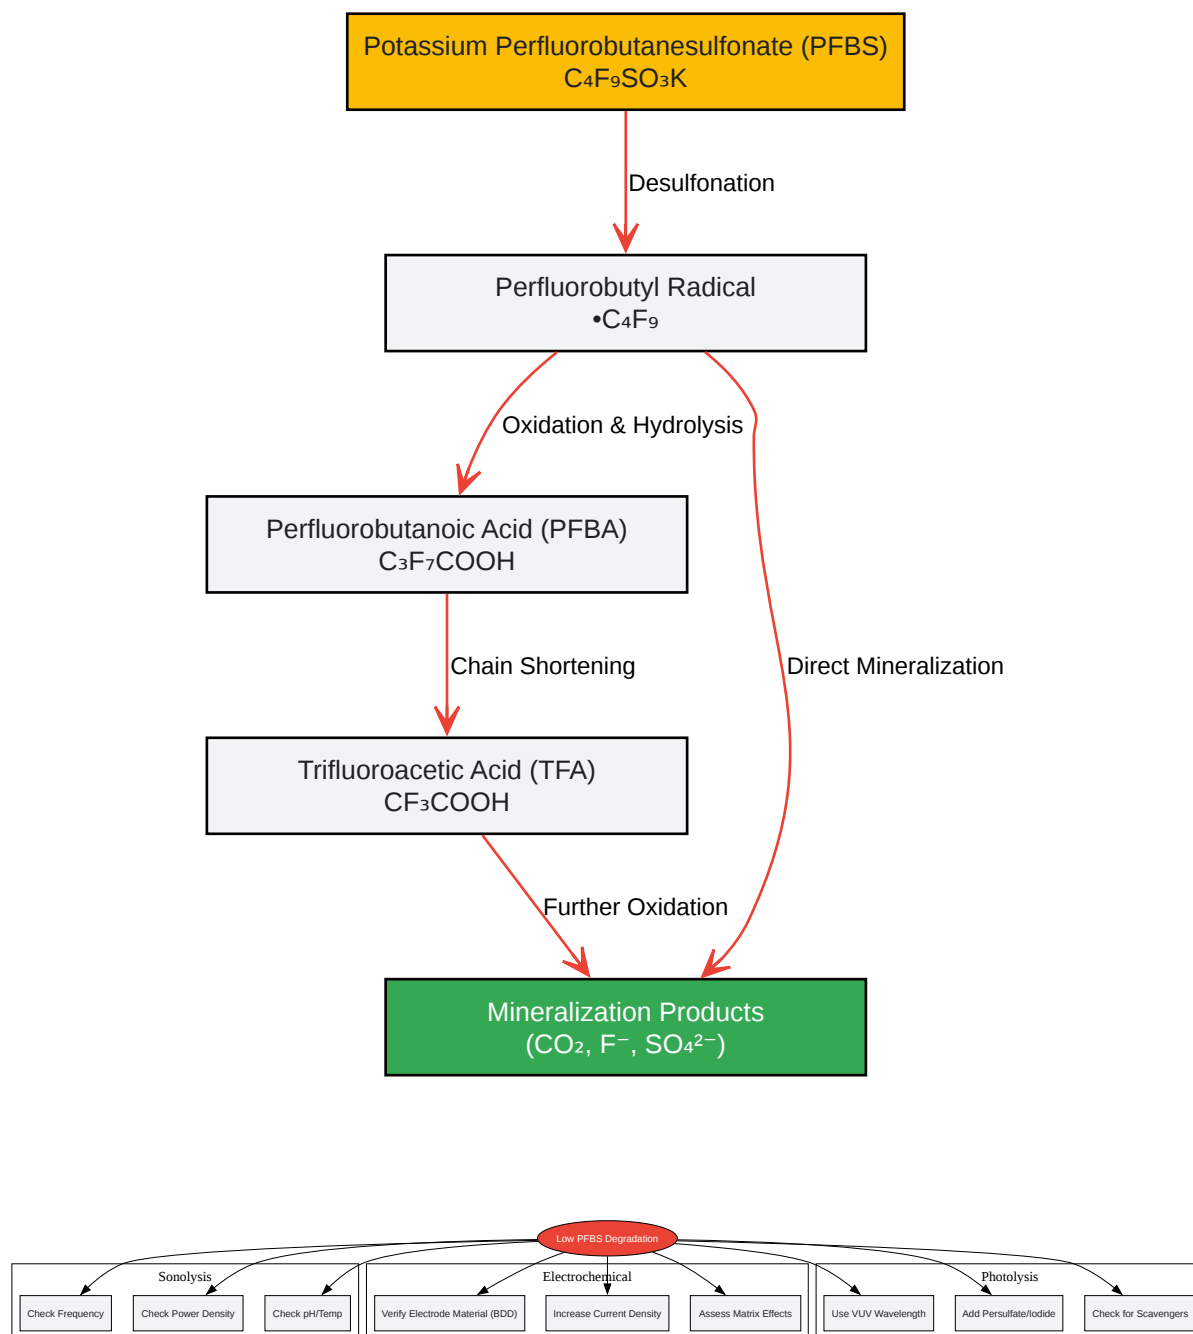 Potassium Perfluorobutanesulfonate (PFBS)
C₄F₉SO₃K
Desulfonation
Perfluorobutyl Radical
•C₄F₉
Oxidation & Hydrolysis
Perfluorobutanoic Acid (PFBA)
C₃F₇COOH
Chain Shortening
Direct Mineralization
Trifluoroacetic Acid (TFA)
CF₃COOH
Further Oxidation
Mineralization Products
(CO₂, F⁻, SO₄²⁻)
Low PFBS Degradation
Sonolysis
Electrochemical
Photolysis
Check Frequency
Check Power Density
Check pH/Temp
Verify Electrode Material (BDD)
Increase Current Density
Assess Matrix Effects
Use VUV Wavelength
Add Persulfate/Iodide
Check for Scavengers